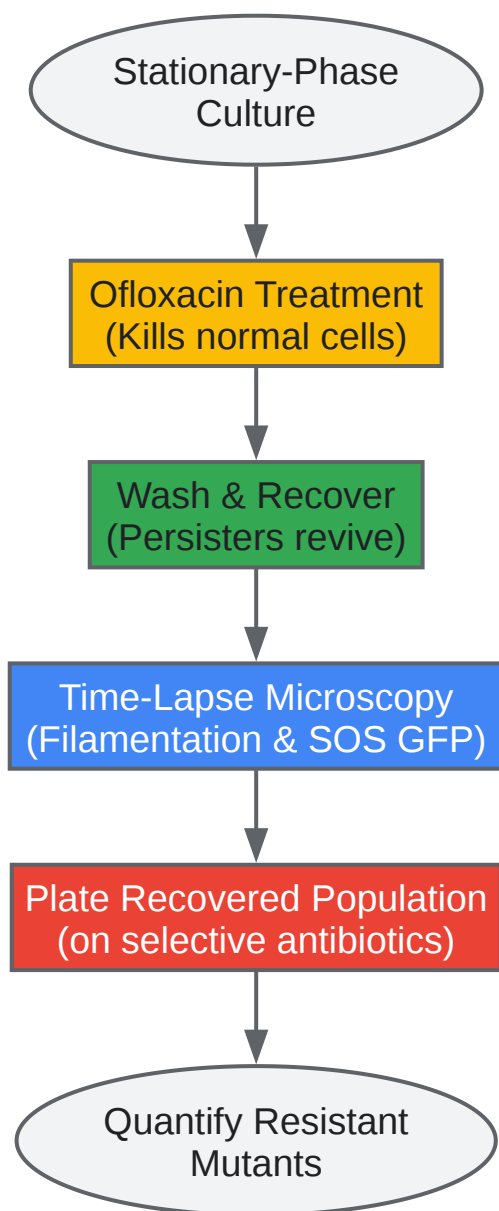 Stationary-Phase
Culture
Ofloxacin Treatment
(Kills normal cells)
Wash & Recover
(Persisters revive)
Time-Lapse Microscopy
(Filamentation & SOS GFP)
Plate Recovered Population
(on selective antibiotics)
Quantify Resistant
Mutants